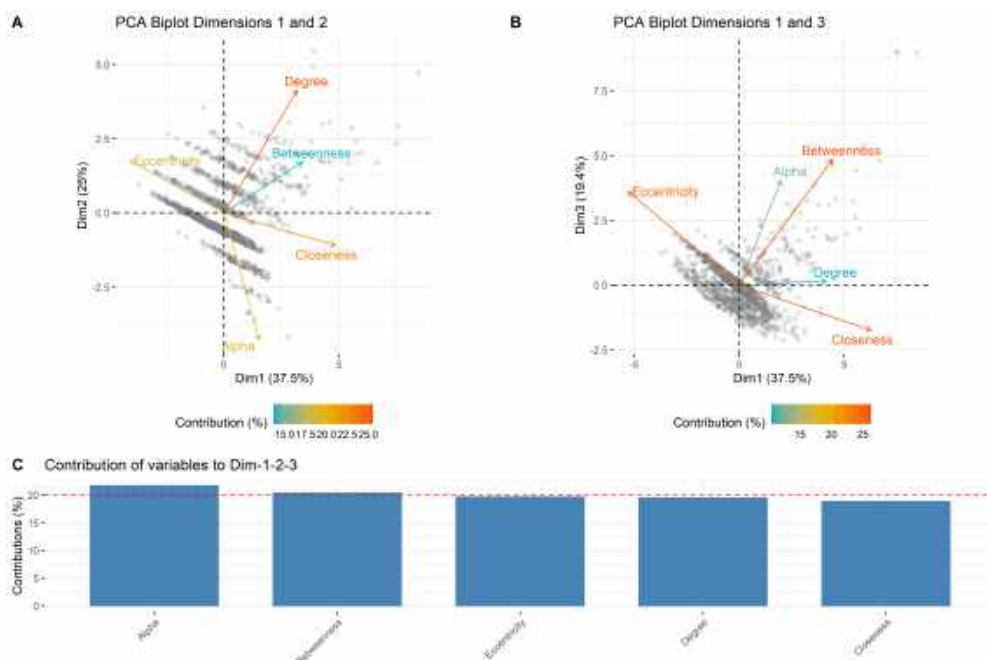 A PCA Biplot Dimensions 1 and 2
5.0
2.5
0.0
-2.5
Dim2 (25%)
Degree
Betweenness
Eccentricity
Closeness
Alpha
0 5
Dim1 (37.5%)
Contribution (%)
15.017.520.022.525.0
B PCA Biplot Dimensions 1 and 3
7.5
5.0
2.5
0.0
-2.5
Dim3 (19.4%)
Betweenness
Alpha
Eccentricity
Degree
Closeness
-5 0 5
Dim1 (37.5%)
Contribution (%)
15 20 25
C Contribution of variables to Dim-1-2-3
Contributions (%)
20
15
10
5
0
Alpha
Betweenness
Eccentricity
Degree
Closeness